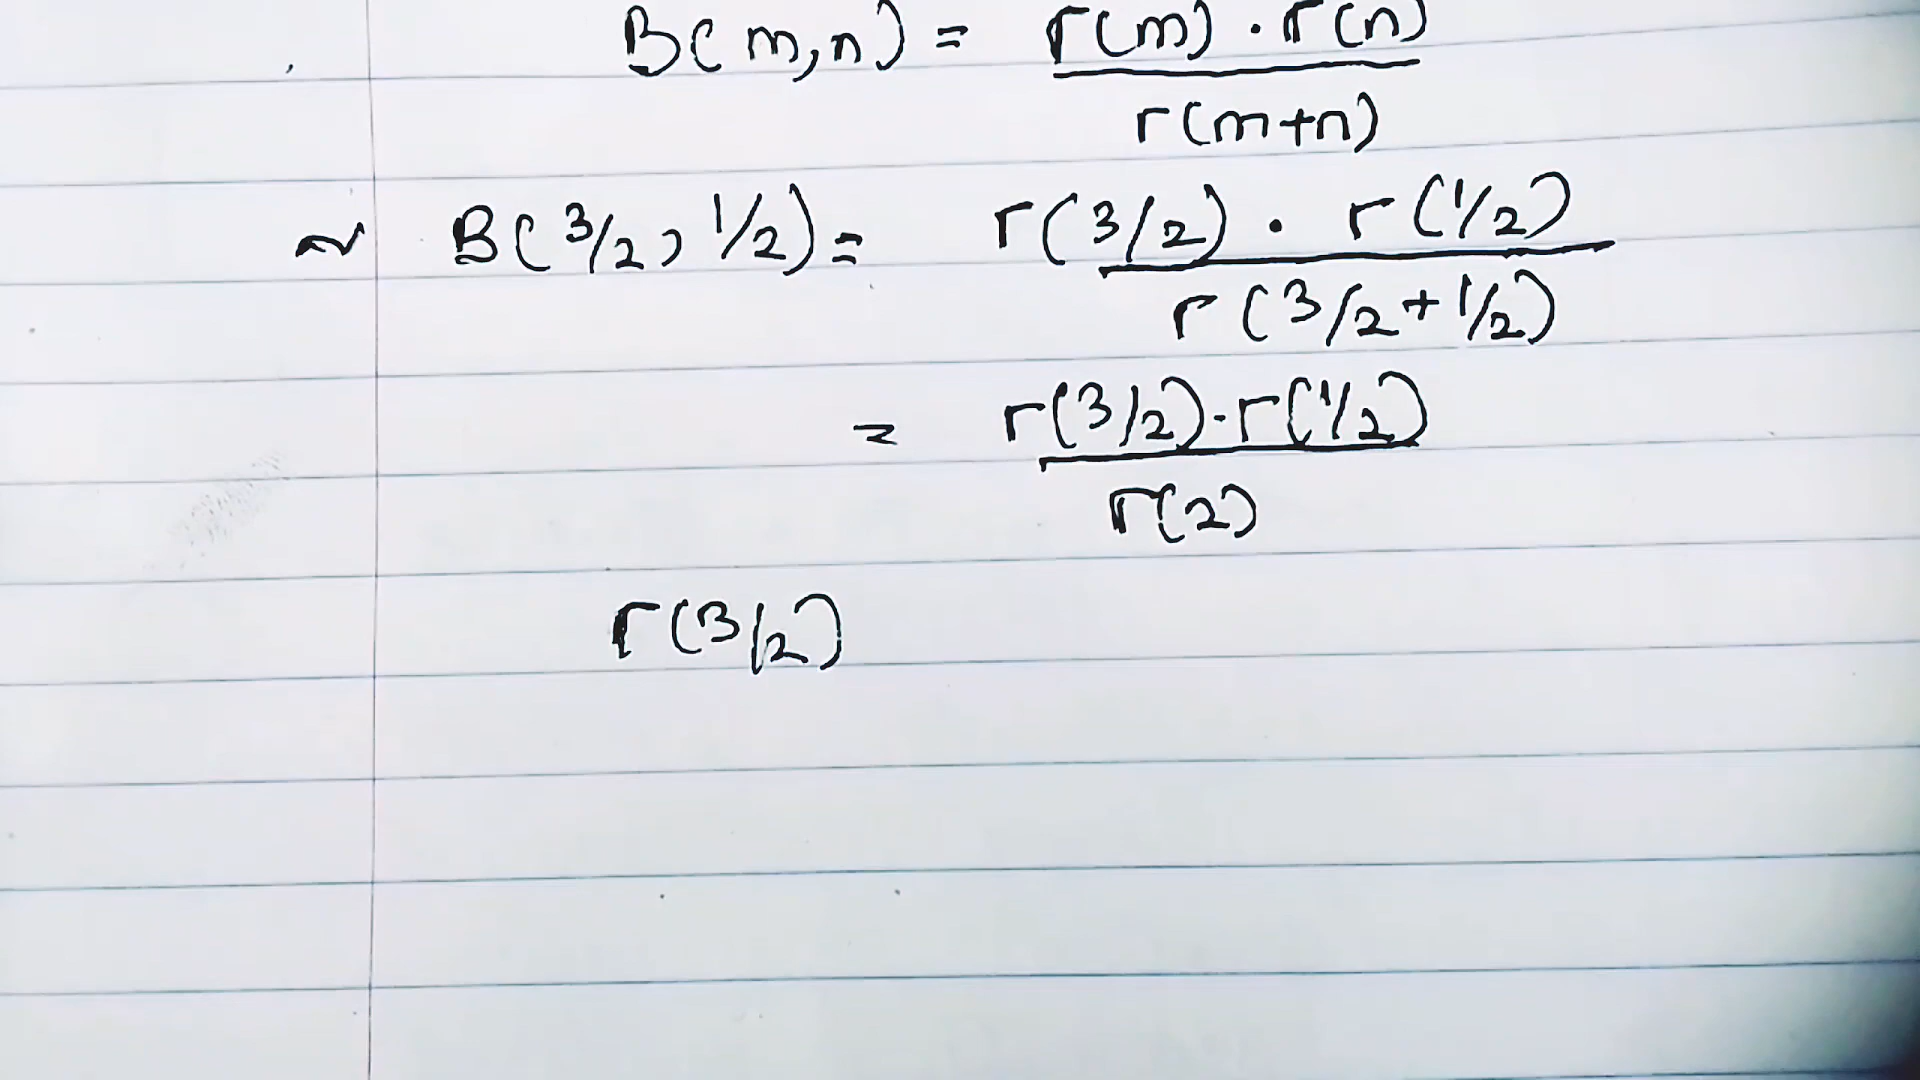 B(m,n) = Γ(m) · Γ(n) / Γ(m+n)
~ B(3/2, 1/2) = Γ(3/2) · Γ(1/2) / Γ(3/2+1/2)
= Γ(3/2) · Γ(1/2) / Γ(2)
Γ(3/2)